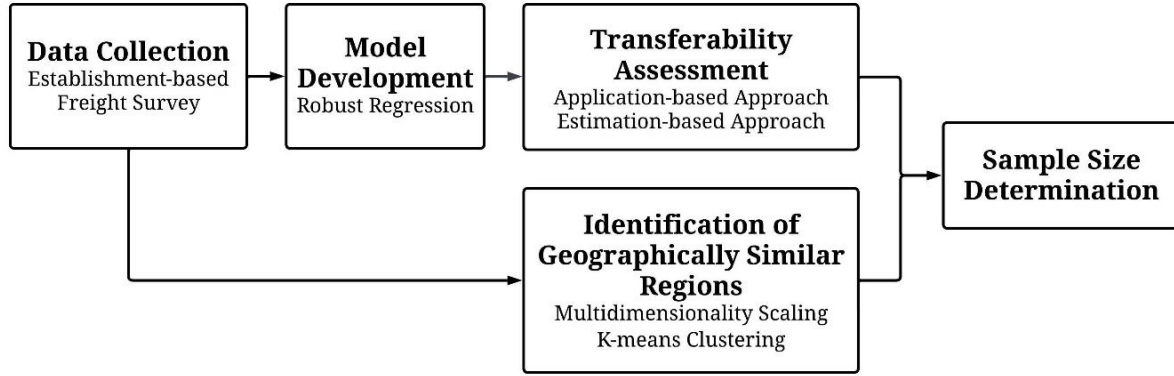 Data Collection
Establishment-based
Freight Survey
Model
Development
Robust Regression
Transferability
Assessment
Application-based Approach
Estimation-based Approach
Identification of
Geographically Similar
Regions
Multidimensionality Scaling
K-means Clustering
Sample Size
Determination